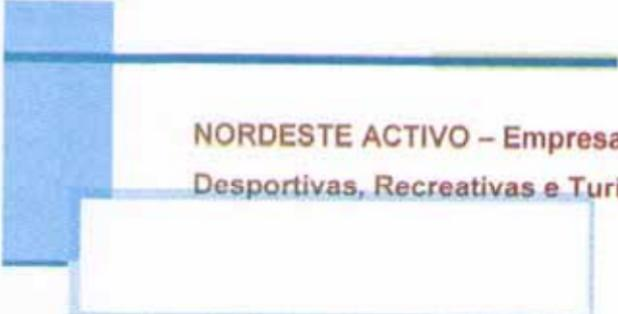 NORDESTE ACTIVO – Empresa
Desportivas, Recreativas e Turi